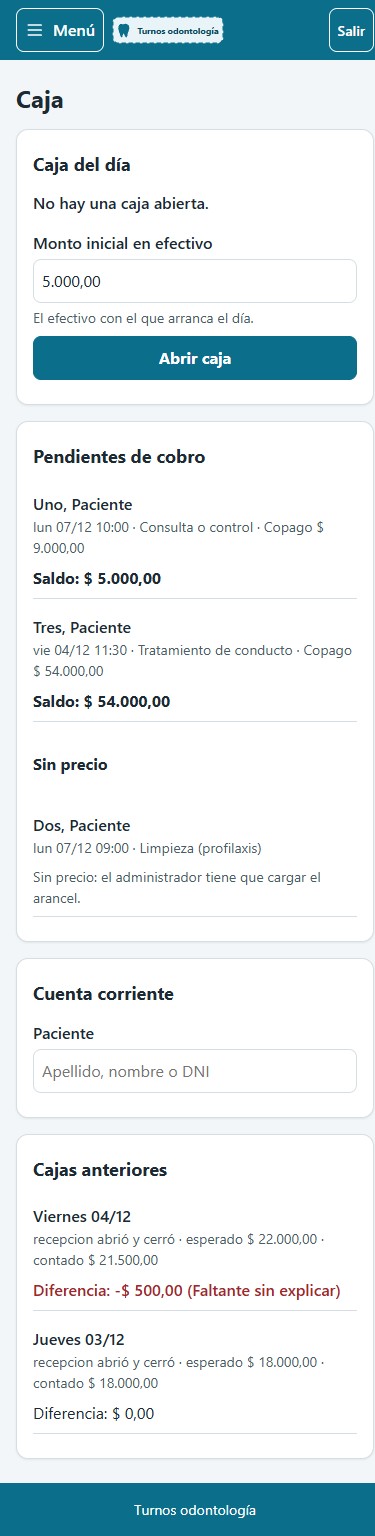 Menú
Turnos odontología
Salir
Caja
Caja del día
No hay una caja abierta.
Monto inicial en efectivo
5.000,00
El efectivo con el que arranca el día.
Abrir caja
Pendientes de cobro
Uno, Paciente
lun 07/12 10:00 · Consulta o control · Copago $
9.000,00
Saldo: $ 5.000,00
Tres, Paciente
vie 04/12 11:30 · Tratamiento de conducto · Copago
$ 54.000,00
Saldo: $ 54.000,00
Sin precio
Dos, Paciente
lun 07/12 09:00 · Limpieza (profilaxis)
Sin precio: el administrador tiene que cargar el
arancel.
Cuenta corriente
Paciente
Apellido, nombre o DNI
Cajas anteriores
Viernes 04/12
recepcion abrió y cerró · esperado $ 22.000,00 ·
contado $ 21.500,00
Diferencia: -$ 500,00 (Faltante sin explicar)
Jueves 03/12
recepcion abrió y cerró · esperado $ 18.000,00 ·
contado $ 18.000,00
Diferencia: $ 0,00
Turnos odontología